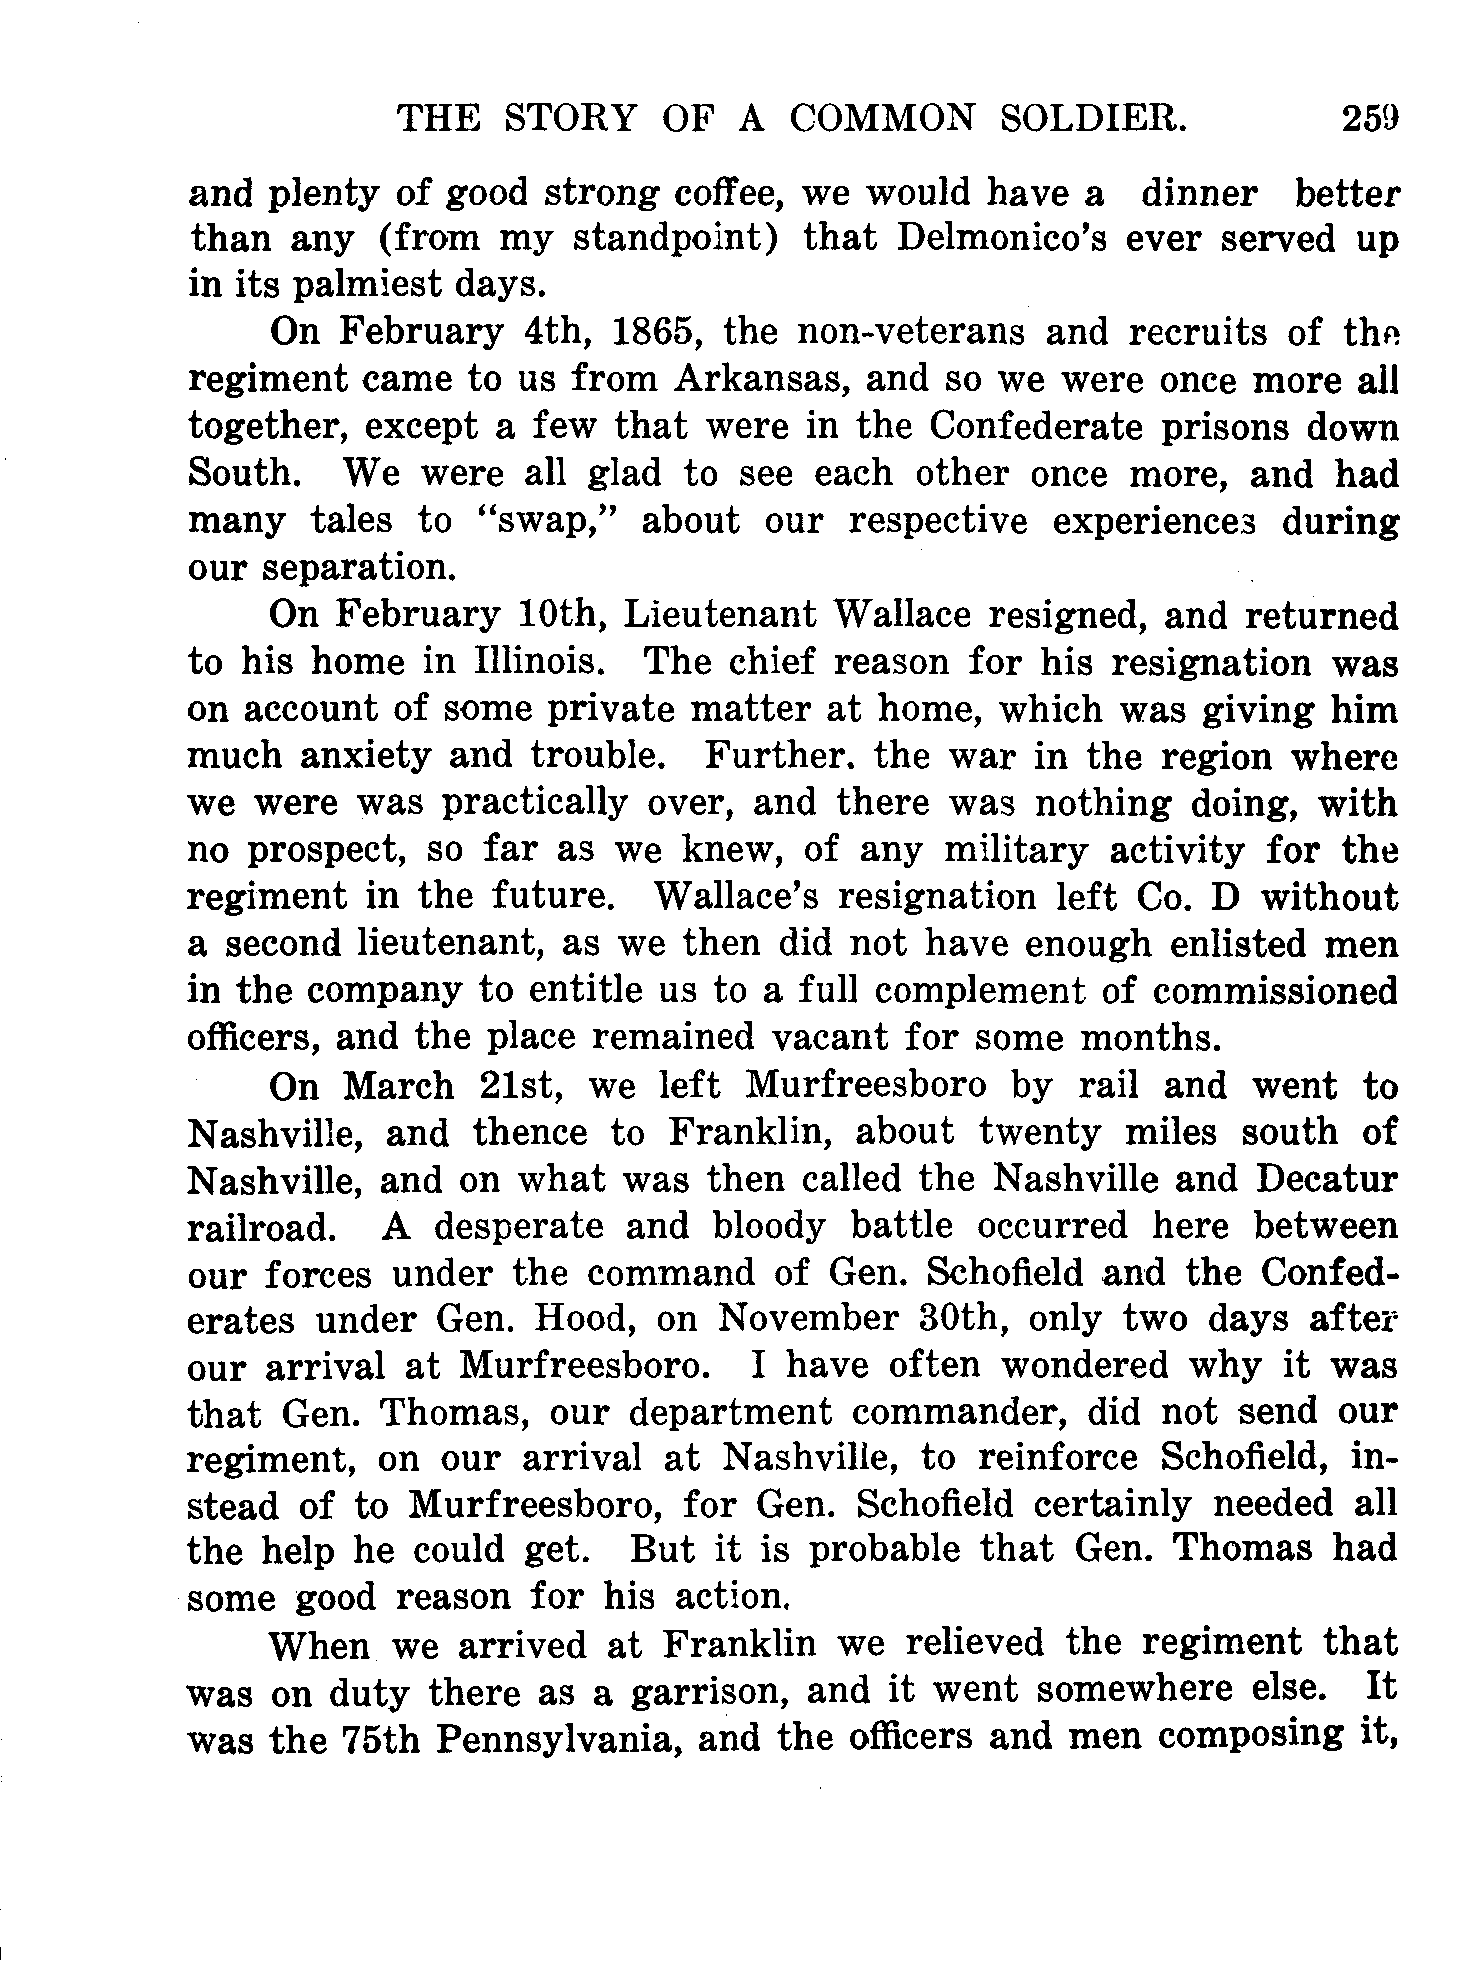 THE STORY OF A COMMON SOLDIER. 259
and plenty of good strong coffee, we would have a dinner better
than any (from my standpoint) that Delmonico's ever served up
in its palmiest days.
On February 4th, 1865, the non-veterans and recruits of the
regiment came to us from Arkansas, and so we were once more all
together, except a few that were in the Confederate prisons down
South. We were all glad to see each other once more, and had
many tales to “swap,” about our respective experiences during
our separation.
On February 10th, Lieutenant Wallace resigned, and returned
to his home in Illinois. The chief reason for his resignation was
on account of some private matter at home, which was giving him
much anxiety and trouble. Further. the war in the region where
we were was practically over, and there was nothing doing, with
no prospect, so far as we knew, of any military activity for the
regiment in the future. Wallace's resignation left Co. D without
a second lieutenant, as we then did not have enough enlisted men
in the company to entitle us to a full complement of commissioned
officers, and the place remained vacant for some months.
On March 21st, we left Murfreesboro by rail and went to
Nashville, and thence to Franklin, about twenty miles south of
Nashville, and on what was then called the Nashville and Decatur
railroad. A desperate and bloody battle occurred here between
our forces under the command of Gen. Schofield and the Confed-
erates under Gen. Hood, on November 30th, only two days after
our arrival at Murfreesboro. I have often wondered why it was
that Gen. Thomas, our department commander, did not send our
regiment, on our arrival at Nashville, to reinforce Schofield, in-
stead of to Murfreesboro, for Gen. Schofield certainly needed all
the help he could get. But it is probable that Gen. Thomas had
some good reason for his action.
When we arrived at Franklin we relieved the regiment that
was on duty there as a garrison, and it went somewhere else. It
was the 75th Pennsylvania, and the officers and men composing it,